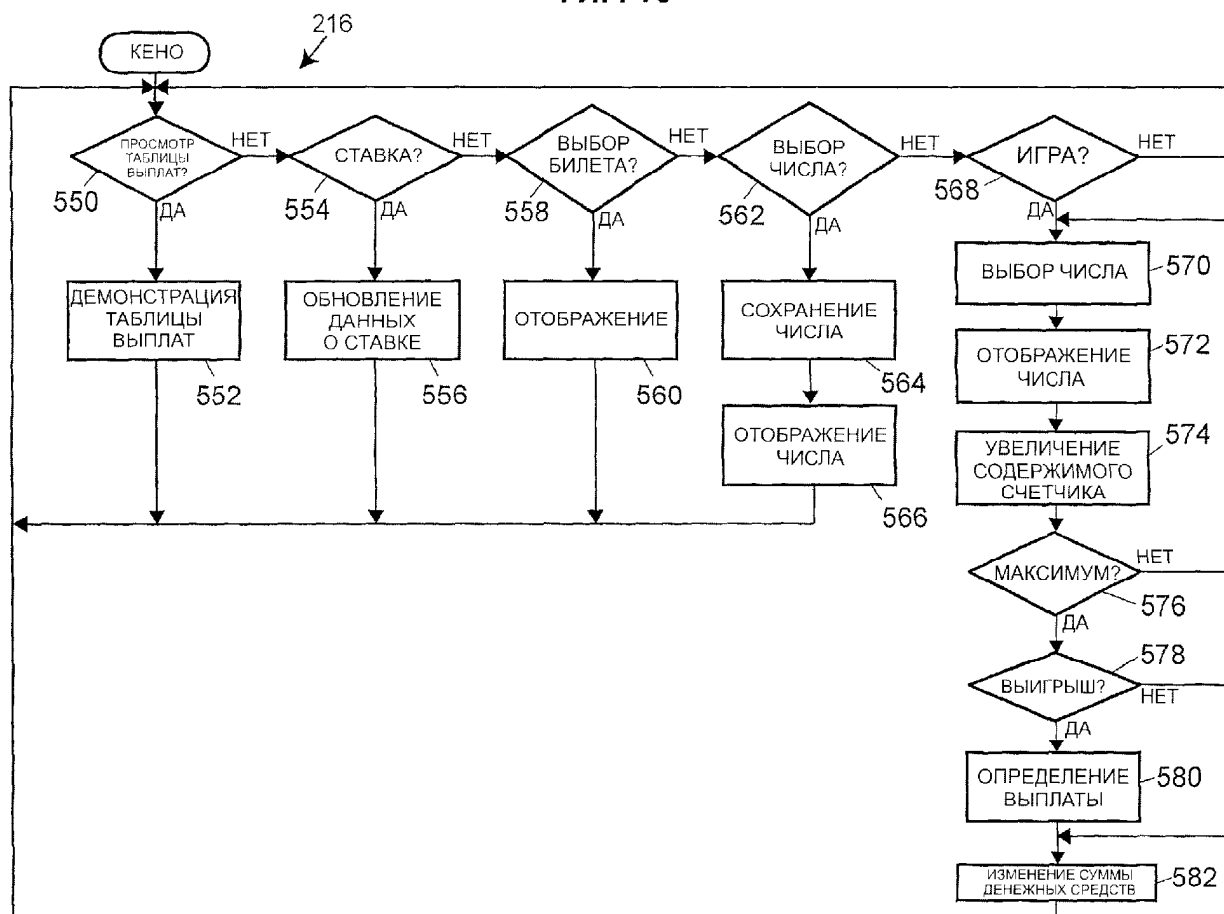 216
КЕНО
ПРОСМОТР
ТАБЛИЦЫ
ВЫПЛАТ?
НЕТ
550
ДА
СТАВКА?
НЕТ
554
ДА
ВЫБОР
БИЛЕТА?
НЕТ
558
ДА
ВЫБОР
ЧИСЛА?
НЕТ
562
ДА
ИГРА?
НЕТ
568
ДА
ДЕМОНСТРАЦИЯ
ТАБЛИЦЫ
ВЫПЛАТ
552
ОБНОВЛЕНИЕ
ДАННЫХ
О СТАВКЕ
556
ОТОБРАЖЕНИЕ
560
СОХРАНЕНИЕ
ЧИСЛА
564
ОТОБРАЖЕНИЕ
ЧИСЛА
566
ВЫБОР ЧИСЛА
570
ОТОБРАЖЕНИЕ
ЧИСЛА
572
УВЕЛИЧЕНИЕ
СОДЕРЖИМОГО
СЧЕТЧИКА
574
МАКСИМУМ?
НЕТ
576
ДА
578
ВЫИГРЫШ?
НЕТ
ДА
ОПРЕДЕЛЕНИЕ
ВЫПЛАТЫ
580
ИЗМЕНЕНИЕ СУММЫ
ДЕНЕЖНЫХ СРЕДСТВ
582